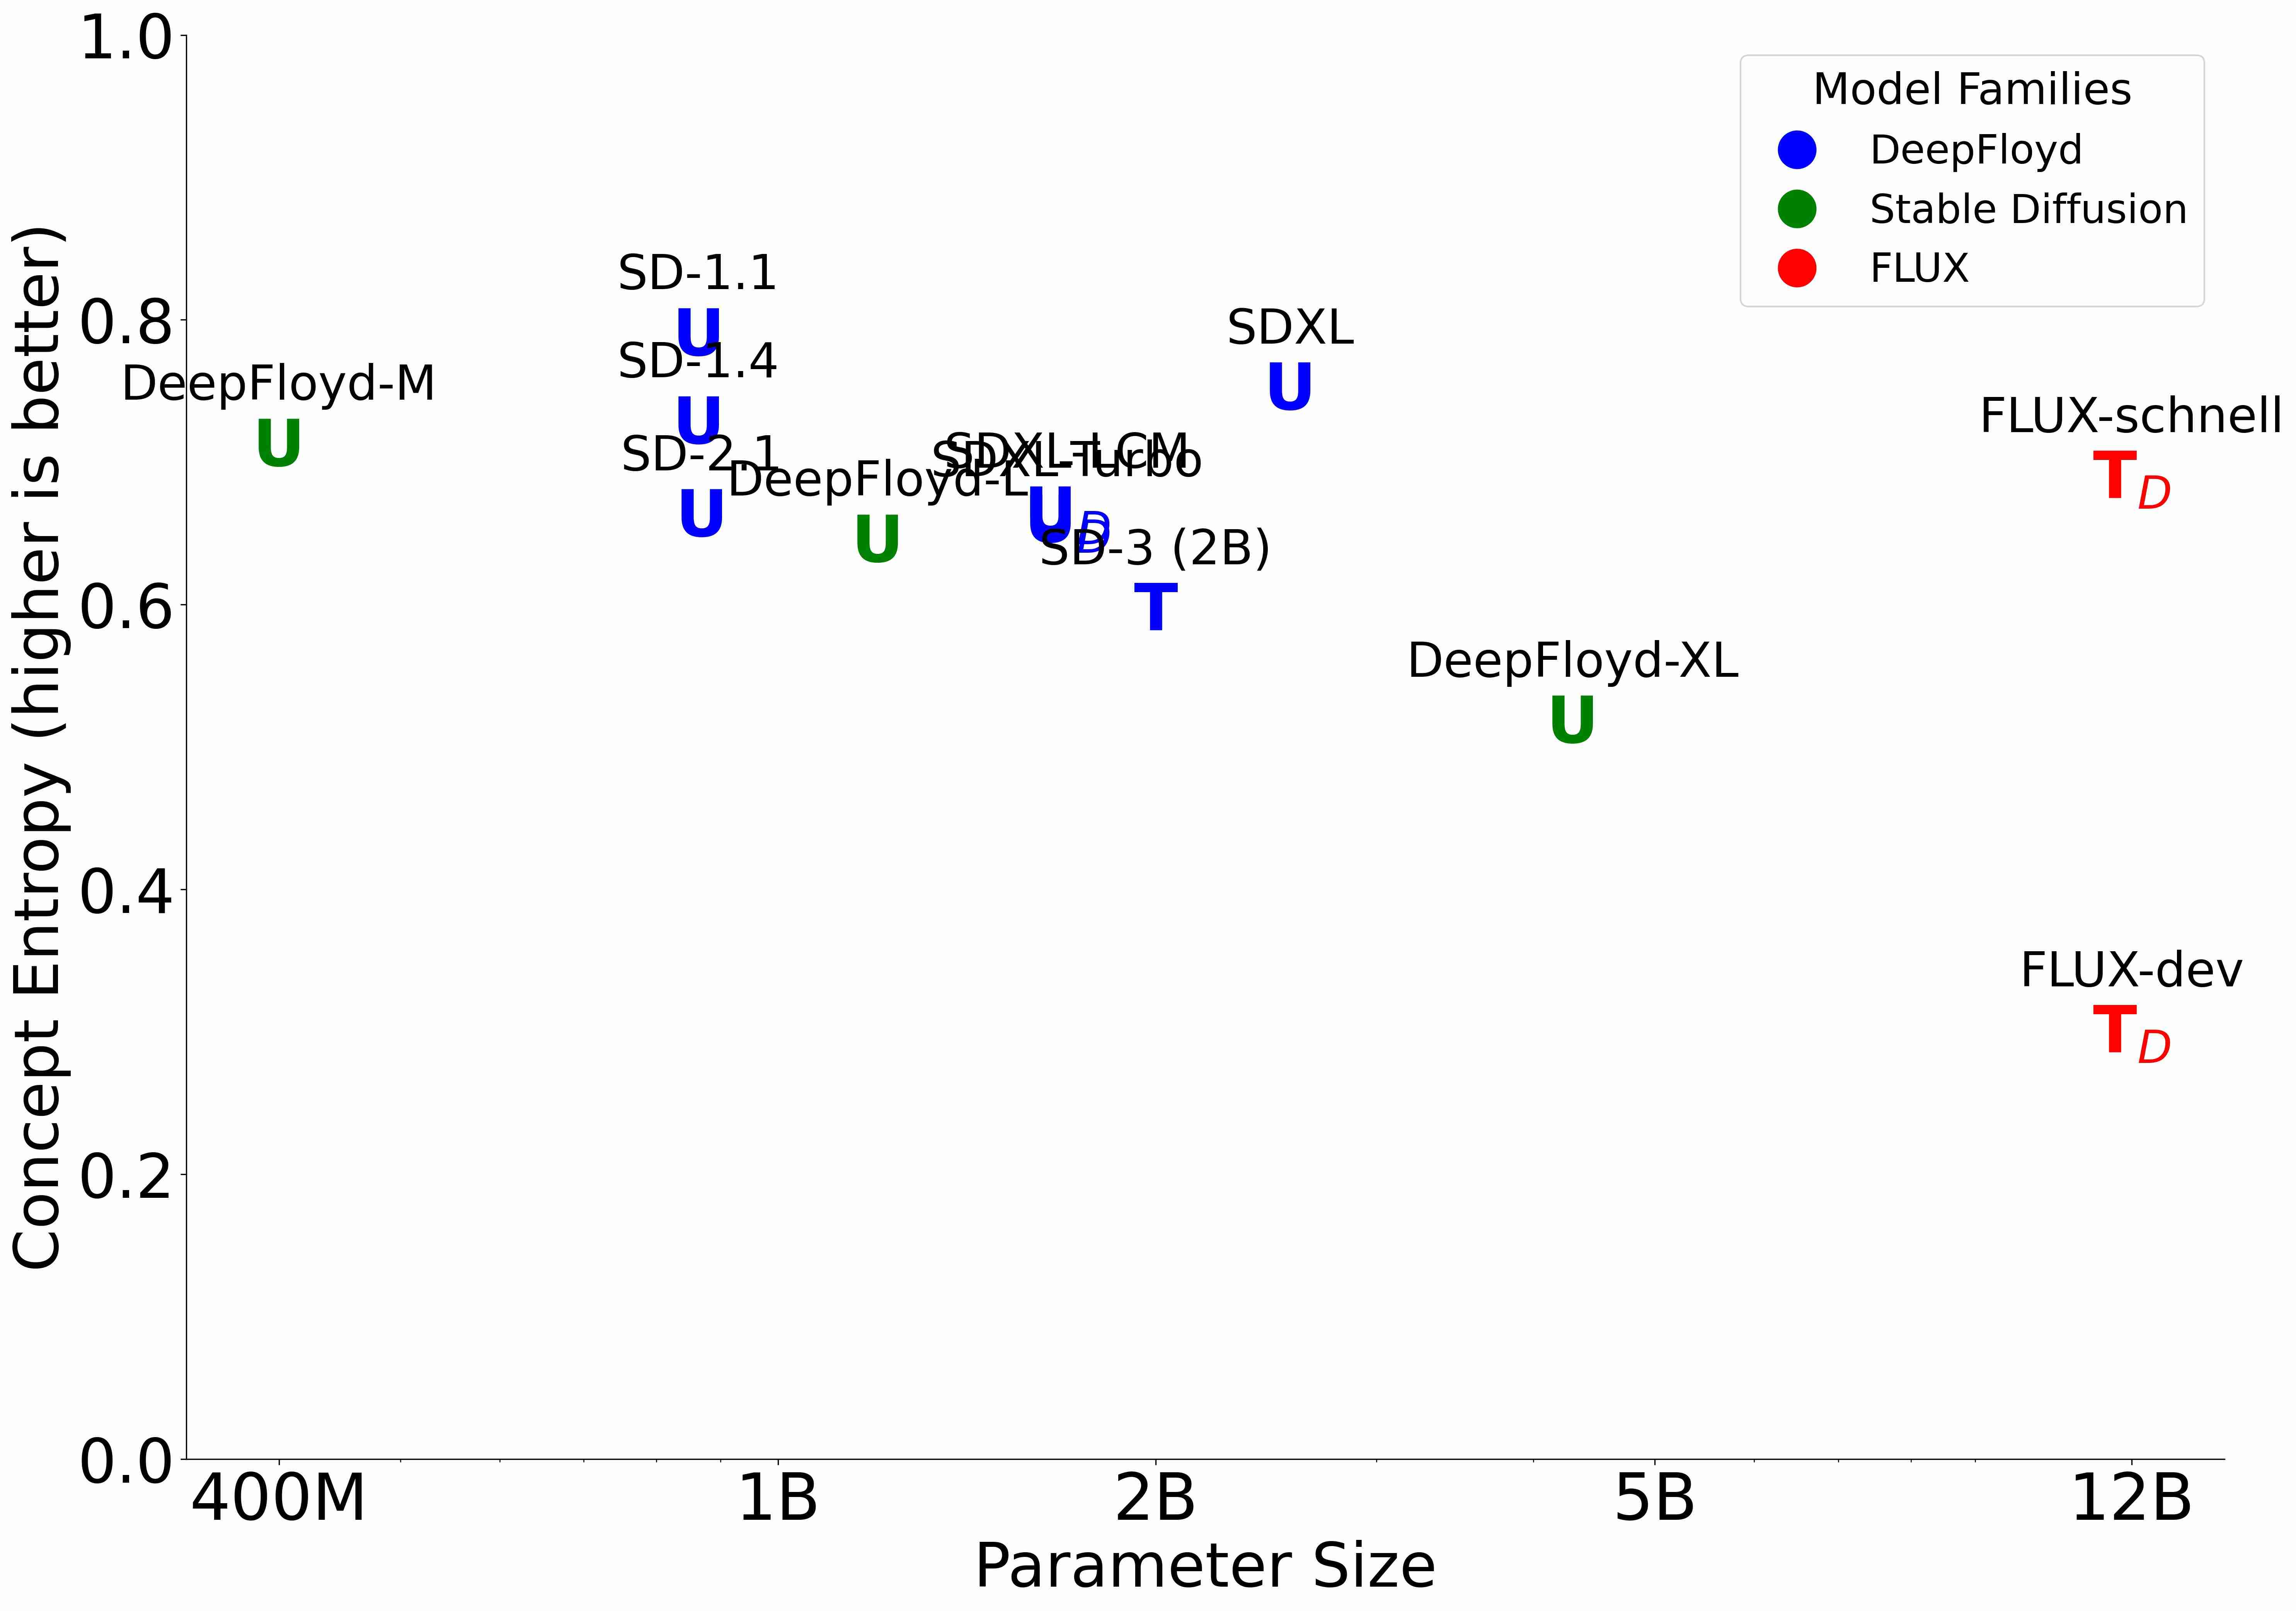 Concept Entropy (higher is better)
1.0
0.8
0.6
0.4
0.2
0.0
400M
1B
2B
5B
12B
Parameter Size
Model Families
DeepFloyd
Stable Diffusion
FLUX
SD-1.1
U
SD-1.4
U
SD-2.1
U
DeepFloyd-M
U
DeepFloyd-L
U
SDXL-LCM
U D
SDXL-Turbo
U D
SD-3 (2B)
T
SDXL
U
DeepFloyd-XL
U
FLUX-schnell
T D
FLUX-dev
T D